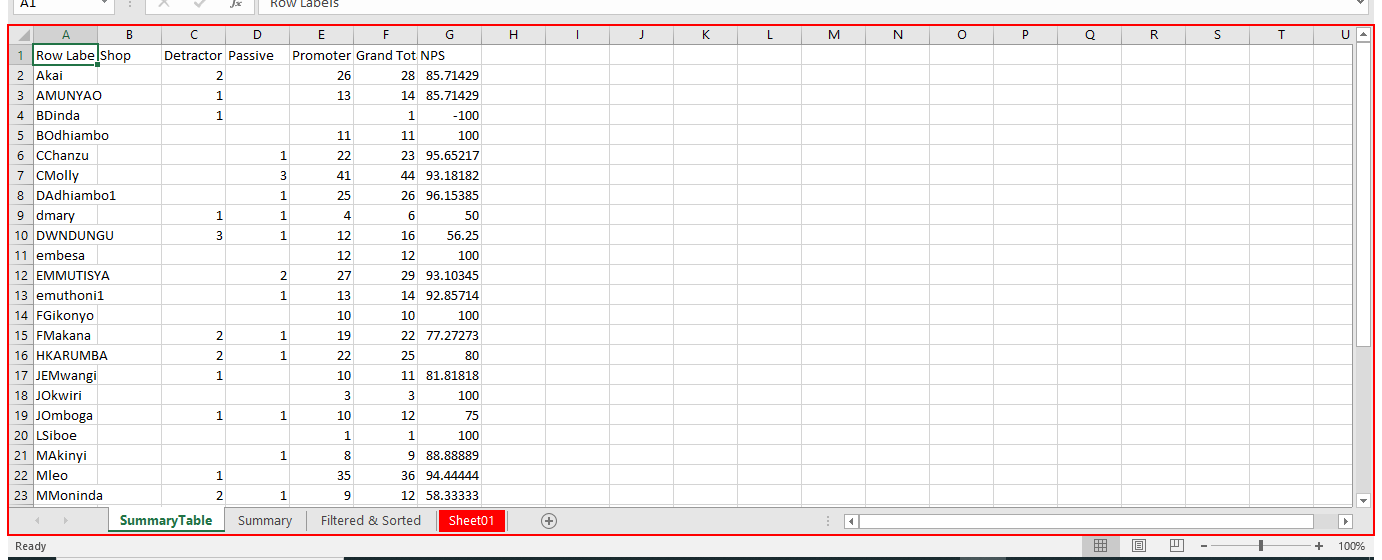 A1 fx Row Labels
A B C D E F G H I J K L M N O P Q R S T U
1 Row Labe Shop Detractor Passive Promoter Grand Tot NPS
2 Akai 2 26 28 85.71429
3 AMUNYAO 1 13 14 85.71429
4 BDinda 1 1 -100
5 BOdhiambo 11 11 100
6 CChanzu 1 22 23 95.65217
7 CMolly 3 41 44 93.18182
8 DAdhiambo1 1 25 26 96.15385
9 dmary 1 1 4 6 50
10 DWNDUNGU 3 1 12 16 56.25
11 embesa 12 12 100
12 EMMUTISYA 2 27 29 93.10345
13 emuthoni1 1 13 14 92.85714
14 FGikonyo 10 10 100
15 FMakana 2 1 19 22 77.27273
16 HKARUMBA 2 1 22 25 80
17 JEMwangi 1 10 11 81.81818
18 JOkwiri 3 3 100
19 JOmboga 1 1 10 12 75
20 LSiboe 1 1 100
21 MAkinyi 1 8 9 88.88889
22 Mleo 1 35 36 94.44444
23 MMoninda 2 1 9 12 58.33333
SummaryTable Summary Filtered & Sorted Sheet01
Ready 100%